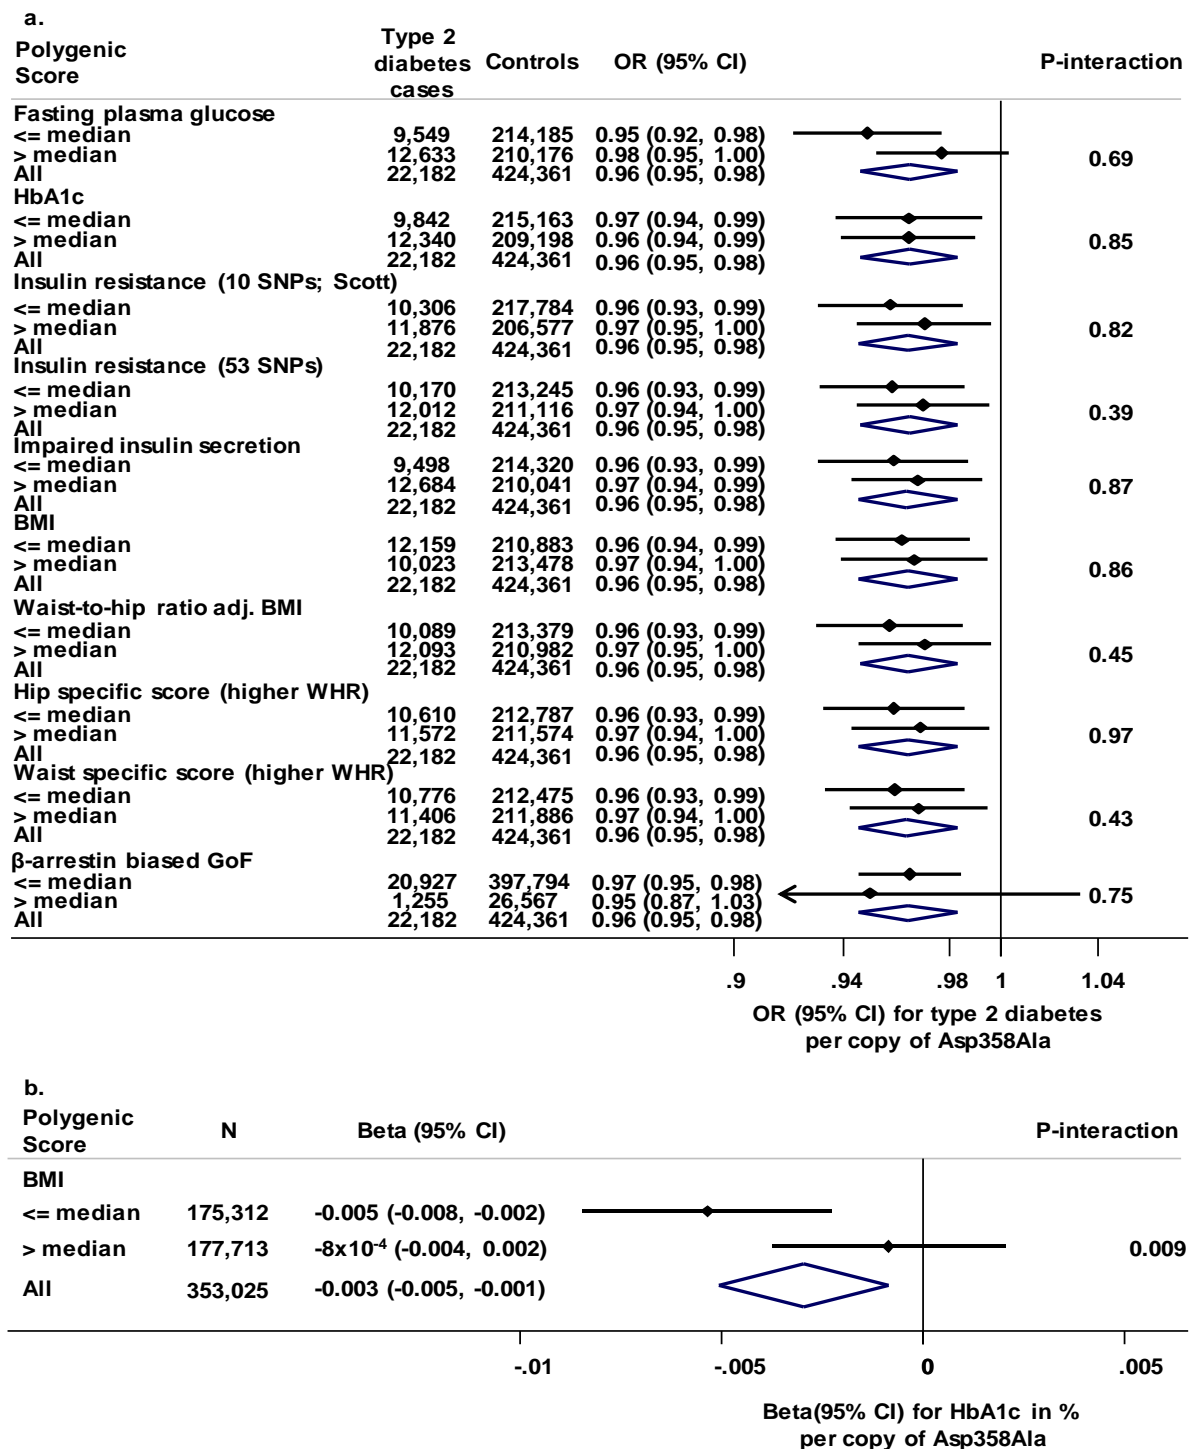 a.
Polygenic Score Type 2 diabetes cases Controls OR (95% CI) P-interaction
Fasting plasma glucose
<= median 9,549 214,185 0.95 (0.92, 0.98)
> median 12,633 210,176 0.98 (0.95, 1.00) 0.69
All 22,182 424,361 0.96 (0.95, 0.98)
HbA1c
<= median 9,842 215,163 0.97 (0.94, 0.99)
> median 12,340 209,198 0.96 (0.94, 0.99) 0.85
All 22,182 424,361 0.96 (0.95, 0.98)
Insulin resistance (10 SNPs; Scott)
<= median 10,306 217,784 0.96 (0.93, 0.99)
> median 11,876 206,577 0.97 (0.95, 1.00) 0.82
All 22,182 424,361 0.96 (0.95, 0.98)
Insulin resistance (53 SNPs)
<= median 10,170 213,245 0.96 (0.93, 0.99)
> median 12,012 211,116 0.97 (0.94, 1.00) 0.39
All 22,182 424,361 0.96 (0.95, 0.98)
Impaired insulin secretion
<= median 9,498 214,320 0.96 (0.93, 0.99)
> median 12,684 210,041 0.97 (0.94, 0.99) 0.87
All 22,182 424,361 0.96 (0.95, 0.98)
BMI
<= median 12,159 210,883 0.96 (0.94, 0.99)
> median 10,023 213,478 0.97 (0.94, 1.00) 0.86
All 22,182 424,361 0.96 (0.95, 0.98)
Waist-to-hip ratio adj. BMI
<= median 10,089 213,379 0.96 (0.93, 0.99)
> median 12,093 210,982 0.97 (0.95, 1.00) 0.45
All 22,182 424,361 0.96 (0.95, 0.98)
Hip specific score (higher WHR)
<= median 10,610 212,787 0.96 (0.93, 0.99)
> median 11,572 211,574 0.97 (0.94, 1.00) 0.97
All 22,182 424,361 0.96 (0.95, 0.98)
Waist specific score (higher WHR)
<= median 10,776 212,475 0.96 (0.93, 0.99)
> median 11,406 211,886 0.97 (0.94, 1.00) 0.43
All 22,182 424,361 0.96 (0.95, 0.98)
β-arrestin biased GoF
<= median 20,927 397,794 0.97 (0.95, 0.98)
> median 1,255 26,567 0.95 (0.87, 1.03) 0.75
All 22,182 424,361 0.96 (0.95, 0.98)
.9 .94 .98 1 1.04
OR (95% CI) for type 2 diabetes
per copy of Asp358Ala
b.
Polygenic Score N Beta (95% CI) P-interaction
BMI
<= median 175,312 -0.005 (-0.008, -0.002)
> median 177,713 -8x10⁻⁴ (-0.004, 0.002) 0.009
All 353,025 -0.003 (-0.005, -0.001)
-.01 -.005 0 .005
Beta(95% CI) for HbA1c in %
per copy of Asp358Ala